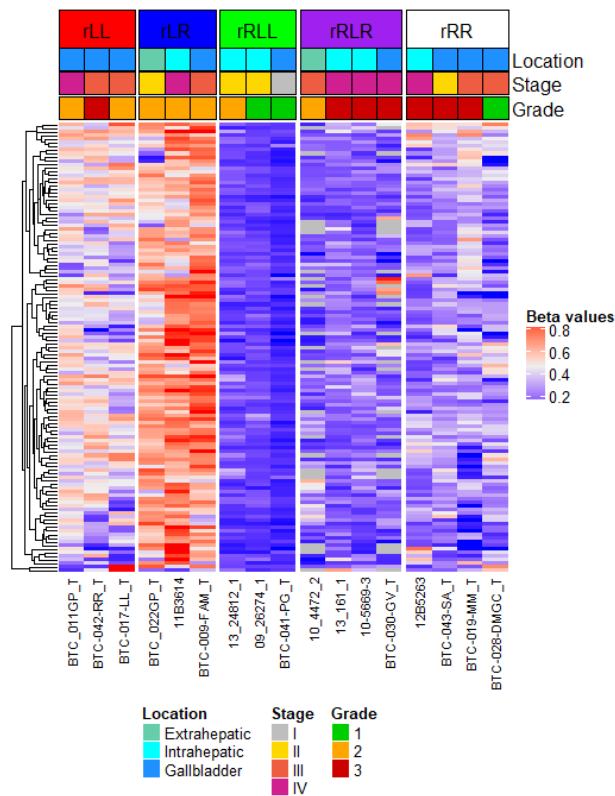 rLL rLR rRLL rRLR rRR
Location
Stage
Grade
Beta values
0.8
0.6
0.4
0.2
BTC_011GP_T
BTC-042-RR_T
BTC-017-LL_T
BTC_022GP_T
11B3614
BTC-009-FAM_T
13_24812_1
09_26274_1
BTC-041-PG_T
10_4472_2
13_161_1
10-5669-3
BTC-030-GV_T
12B5263
BTC-043-SA_T
BTC-019-MM_T
BTC-028-DMGC_T
Location Stage Grade
Extrahepatic I 1
Intrahepatic II 2
Gallbladder III 3
IV